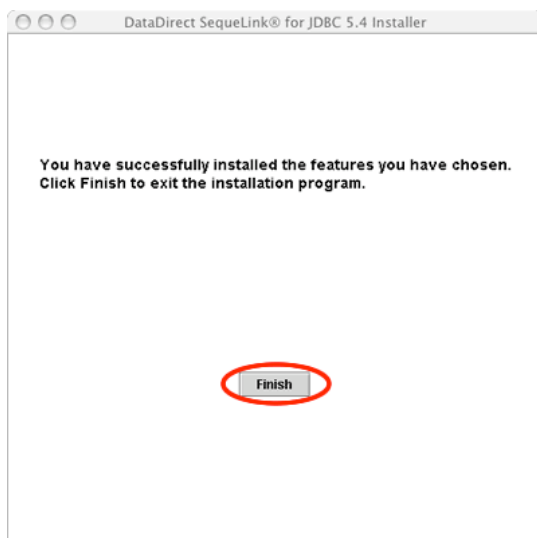 DataDirect SequeLink® for JDBC 5.4 Installer
You have successfully installed the features you have chosen.
Click Finish to exit the installation program.
Finish